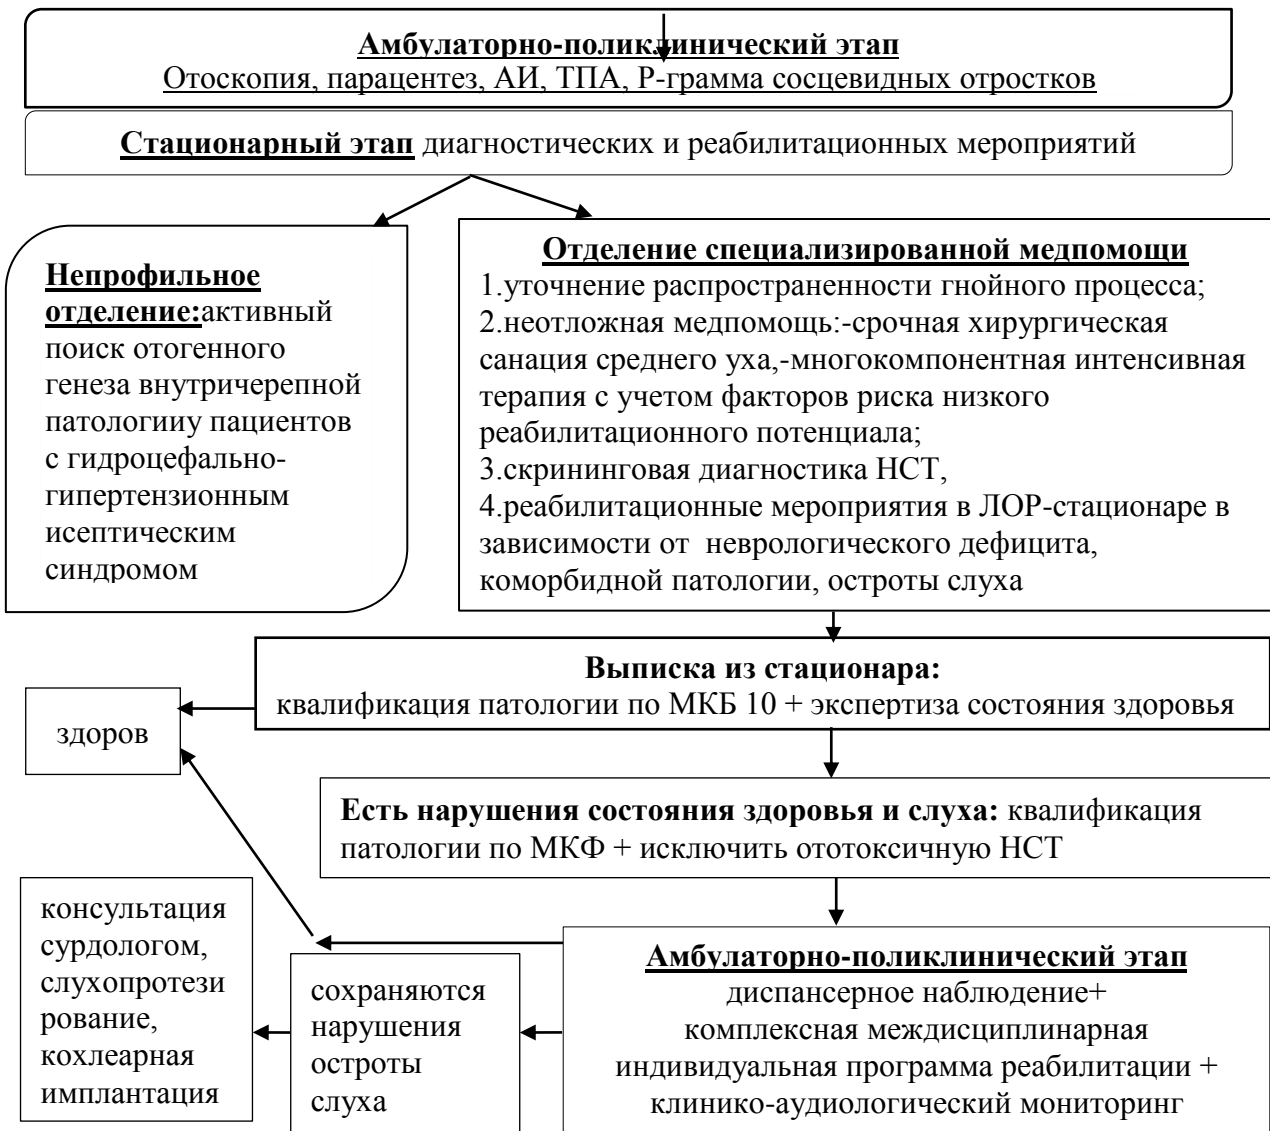 Амбулаторно-поликлинический этап
Отоскопия, парацентез, АИ, ТПА, Р-грамма сосцевидных отростков
Стационарный этап диагностических и реабилитационных мероприятий
Непрофильное
отделение:активный
поиск отогенного
генеза внутричерепной
патологииу пациентов
с гидроцефально-
гипертензионным
исептическим
синдромом
Отделение специализированной медпомощи
1.уточнение распространенности гнойного процесса;
2.неотложная медпомощь:-срочная хирургическая
санация среднего уха,-многокомпонентная интенсивная
терапия с учетом факторов риска низкого
реабилитационного потенциала;
3.скрининговая диагностика НСТ,
4.реабилитационные мероприятия в ЛОР-стационаре в
зависимости от неврологического дефицита,
коморбидной патологии, остроты слуха
Выписка из стационара:
квалификация патологии по МКБ 10 + экспертиза состояния здоровья
здоров
Есть нарушения состояния здоровья и слуха: квалификация
патологии по МКФ + исключить ототоксичную НСТ
консультация
сурдологом,
слухопротези
рование,
кохлеарная
имплантация
сохраняются
нарушения
остроты
слуха
Амбулаторно-поликлинический этап
диспансерное наблюдение+
комплексная междисциплинарная
индивидуальная программа реабилитации +
клинико-аудиологический мониторинг